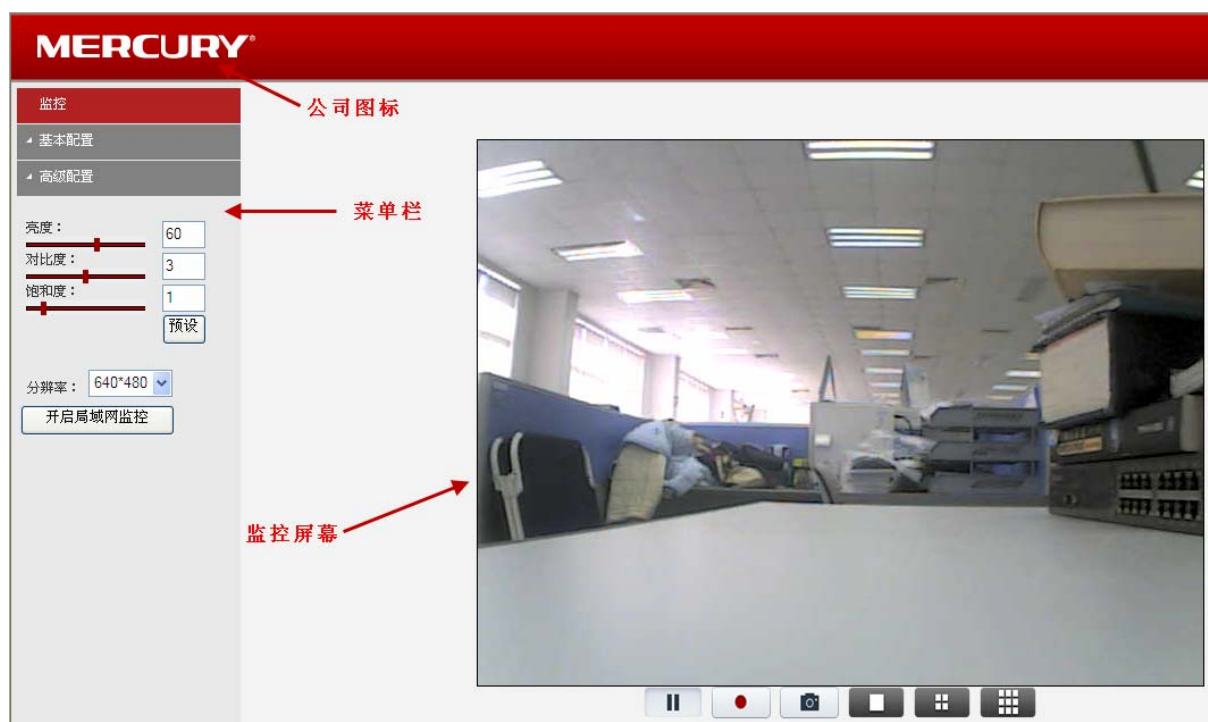 MERCURY®
公司图标
监控
基本配置
高级配置
菜单栏
亮度：
60
对比度：
3
饱和度：
1
预设
分辨率：
640*480
开启局域网监控
监控屏幕